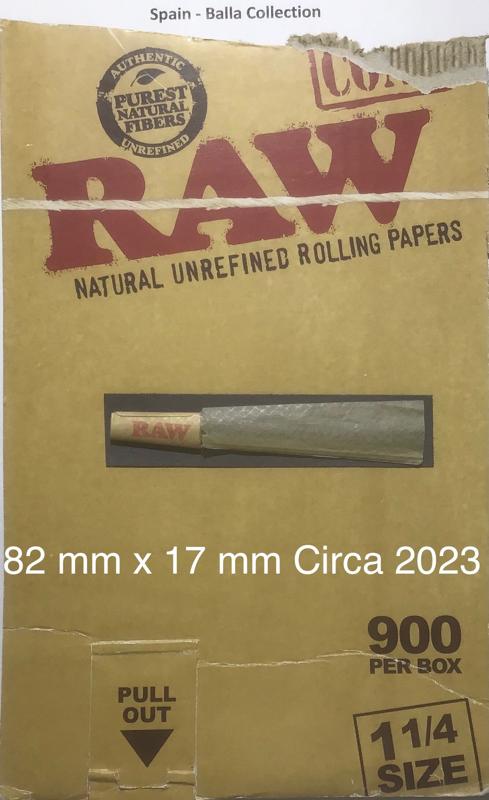 Spain - Balla Collection
AUTHENTIC
PUREST
NATURAL
FIBERS
UNREFINED
RAW
NATURAL UNREFINED ROLLING PAPERS
RAW
82 mm x 17 mm Circa 2023
900
PER BOX
PULL
OUT
1 1/4
SIZE